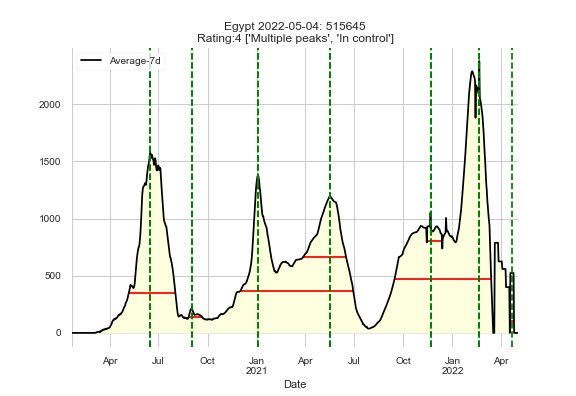 Egypt 2022-05-04: 515645
Rating:4 ['Multiple peaks', 'In control']
Average-7d
2000
1500
1000
500
0
Apr Jul Oct Jan Apr Jul Oct Jan Apr
2021 2022
Date